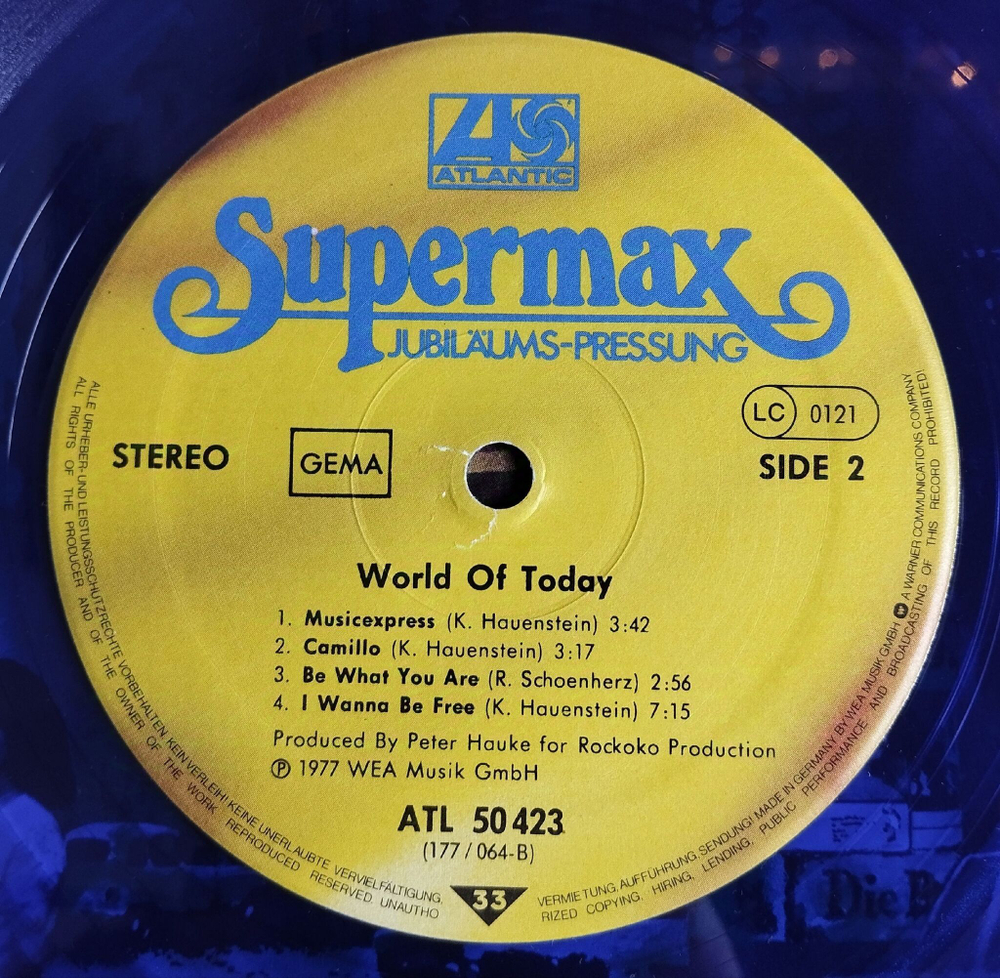 ATLANTIC
Supermax
JUBILÄUMS-PRESSUNG
LC 0121
STEREO
GEMA
SIDE 2
World Of Today
1. Musicexpress (K. Hauenstein) 3:42
2. Camillo (K. Hauenstein) 3:17
3. Be What You Are (R. Schoenherz) 2:56
4. I Wanna Be Free (K. Hauenstein) 7:15
Produced By Peter Hauke for Rockoko Production
℗ 1977 WEA Musik GmbH
ATL 50 423
(177 / 064-B)
33
ALLE URHEBER- UND LEISTUNGSSCHUTZRECHTE VORBEHALTEN. KEIN VERLEIH! KEINE UNERLAUBTE VERVIELFÄLTIGUNG,
VERMIETUNG, AUFFÜHRUNG, SENDUNG! MADE IN GERMANY BY WEA MUSIK GMBH W A WARNER COMMUNICATIONS COMPANY
ALL RIGHTS OF THE PRODUCER AND OF THE OWNER OF THE WORK REPRODUCED RESERVED. UNAUTHO
RIZED COPYING, HIRING, LENDING, PUBLIC PERFORMANCE AND BROADCASTING OF THIS RECORD PROHIBITED!